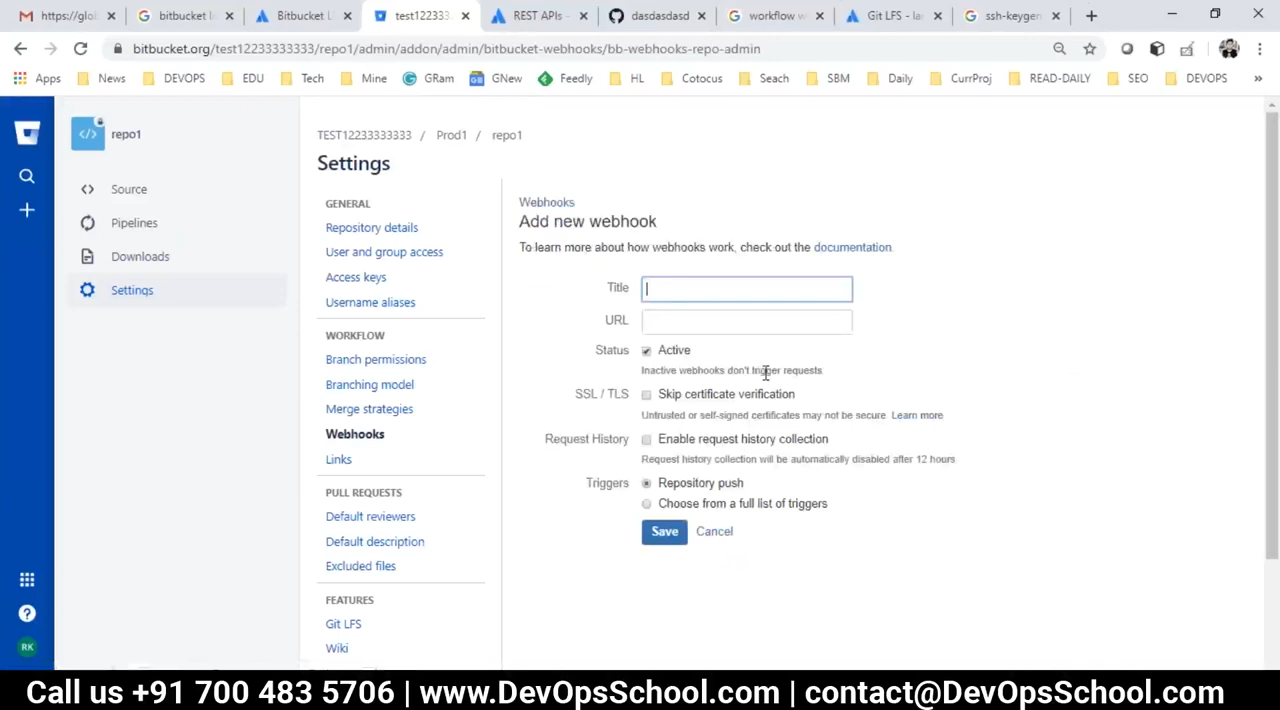 https://glob
bitbucket li
Bitbucket L
test122333
REST APIs -
dasdasdasd
workflow w
Git LFS - la
ssh-keygen
bitbucket.org/test12233333333/repo1/admin/addon/admin/bitbucket-webhooks/bb-webhooks-repo-admin
Apps News DEVOPS EDU Tech Mine GRam GNew Feedly HL Cotocus Seach SBM Daily CurrProj READ-DAILY SEO DEVOPS »
repo1
Source
Pipelines
Downloads
Settings
TEST12233333333 / Prod1 / repo1
Settings
GENERAL
Repository details
User and group access
Access keys
Username aliases
WORKFLOW
Branch permissions
Branching model
Merge strategies
Webhooks
Links
PULL REQUESTS
Default reviewers
Default description
Excluded files
FEATURES
Git LFS
Wiki
Webhooks
Add new webhook
To learn more about how webhooks work, check out the documentation.
Title
URL
Status Active
Inactive webhooks don't trigger requests.
SSL / TLS Skip certificate verification
Untrusted or self-signed certificates may not be secure. Learn more
Request History Enable request history collection
Request history collection will be automatically disabled after 12 hours
Triggers Repository push
Choose from a full list of triggers
Save Cancel
RK
Call us +91 700 483 5706 | www.DevOpsSchool.com | contact@DevOpsSchool.com